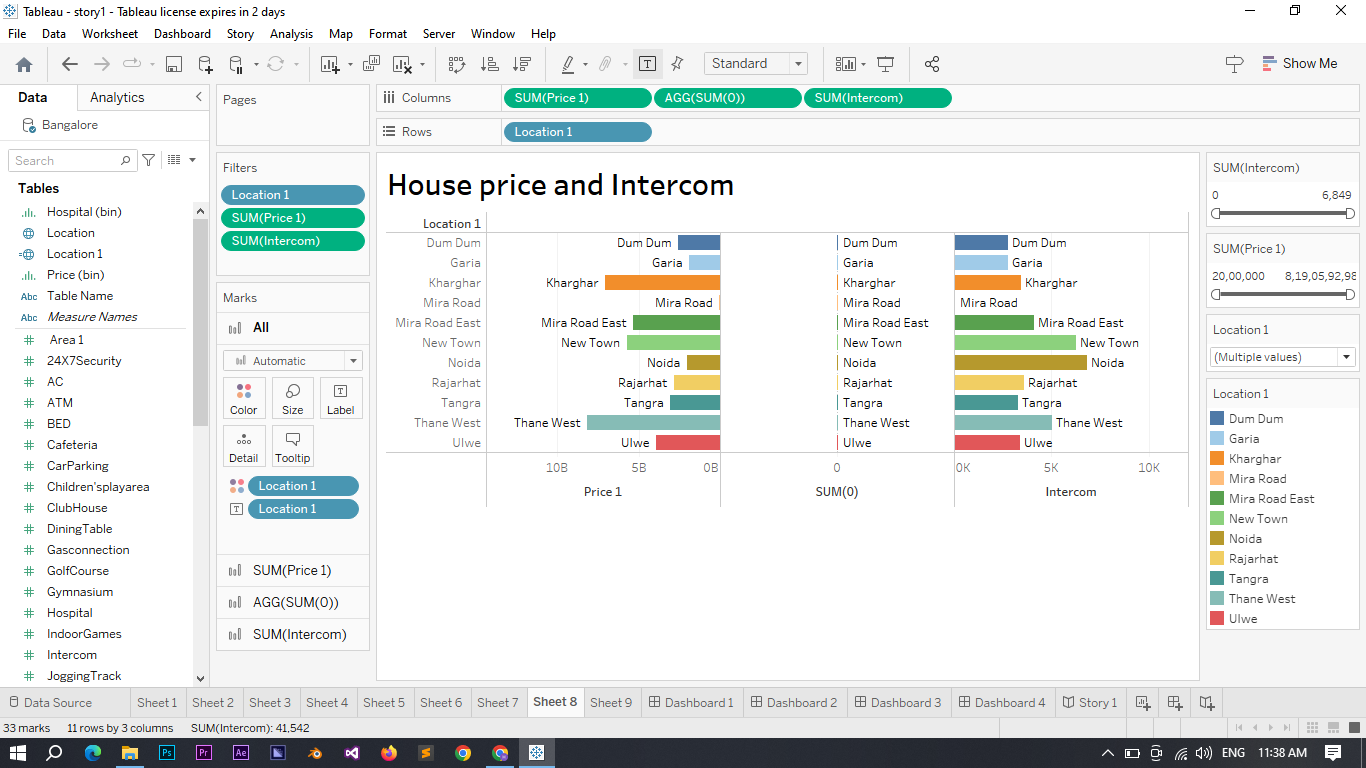 Tableau - story1 - Tableau license expires in 2 days
File Data Worksheet Dashboard Story Analysis Map Format Server Window Help
Standard
Show Me
Data Analytics
Bangalore
Search
Tables
Hospital (bin)
Location
Location 1
Price (bin)
Abc Table Name
Abc Measure Names
Area 1
24X7Security
AC
ATM
BED
Cafeteria
CarParking
Children'splayarea
ClubHouse
DiningTable
Gasconnection
GolfCourse
Gymnasium
Hospital
IndoorGames
Intercom
JoggingTrack
Pages
Filters
Location 1
SUM(Price 1)
SUM(Intercom)
Marks
All
Automatic
Color Size Label
Detail Tooltip
Location 1
Location 1
SUM(Price 1)
AGG(SUM(0))
SUM(Intercom)
Columns SUM(Price 1) AGG(SUM(0)) SUM(Intercom)
Rows Location 1
House price and Intercom
Location 1
Dum Dum Dum Dum Dum Dum Dum Dum
Garia Garia Garia Garia
Kharghar Kharghar Kharghar Kharghar
Mira Road Mira Road Mira Road Mira Road
Mira Road East Mira Road East Mira Road East Mira Road East
New Town New Town New Town New Town
Noida Noida Noida Noida
Rajarhat Rajarhat Rajarhat Rajarhat
Tangra Tangra Tangra Tangra
Thane West Thane West Thane West Thane West
Ulwe Ulwe Ulwe Ulwe
10B 5B 0B 0 0K 5K 10K
Price 1 SUM(0) Intercom
SUM(Intercom)
0 6,849
SUM(Price 1)
20,00,000 8,19,05,92,98
Location 1
(Multiple values)
Location 1
Dum Dum
Garia
Kharghar
Mira Road
Mira Road East
New Town
Noida
Rajarhat
Tangra
Thane West
Ulwe
Data Source Sheet 1 Sheet 2 Sheet 3 Sheet 4 Sheet 5 Sheet 6 Sheet 7 Sheet 8 Sheet 9 Dashboard 1 Dashboard 2 Dashboard 3 Dashboard 4 Story 1
33 marks 11 rows by 3 columns SUM(Intercom): 41,542
Ps Pr Ae ENG 11:38 AM